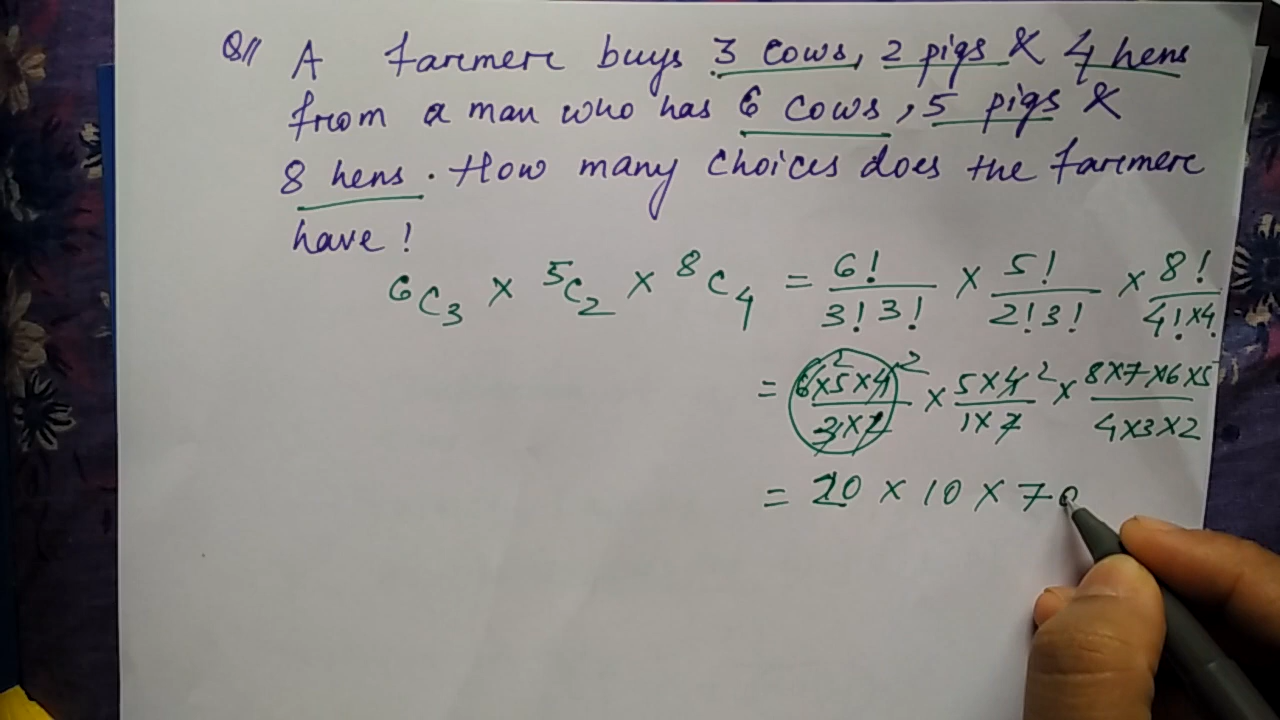 Q// A farmer buys 3 cows, 2 pigs & 4 hens
from a man who has 6 cows, 5 pigs &
8 hens. How many choices does the farmer
have!
⁶C₃ × ⁵C₂ × ⁸C₄ = 6!/3!3! × 5!/2!3! × 8!/4!×4!
= 6×5×4/3×2 × 5×4/1×2 × 8×7×6×5/4×3×2
= 20 × 10 × 70